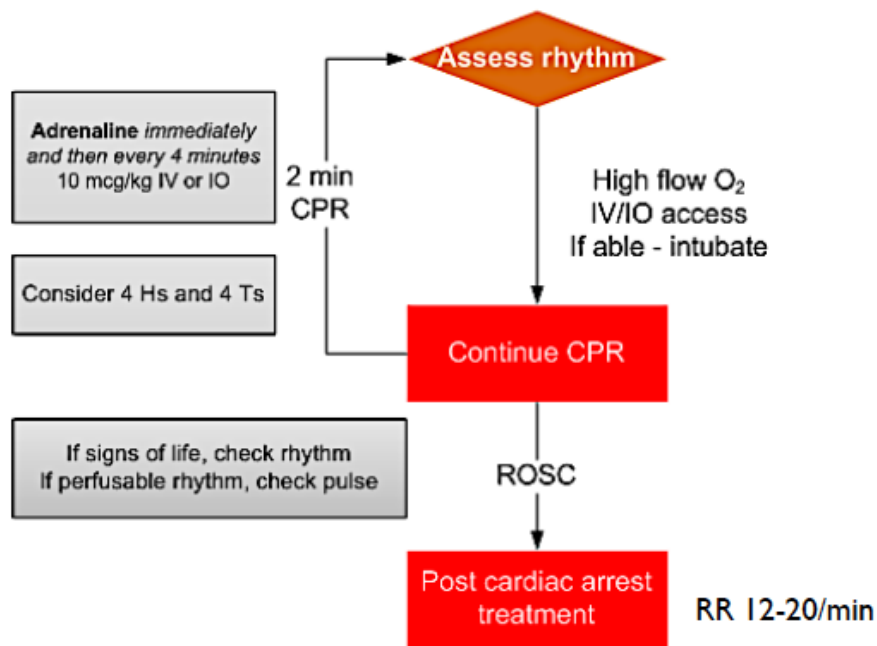 Assess rhythm
Adrenaline immediately
and then every 4 minutes
10 mcg/kg IV or IO
2 min
CPR
High flow O₂
IV/IO access
If able - intubate
Consider 4 Hs and 4 Ts
Continue CPR
If signs of life, check rhythm
If perfusable rhythm, check pulse
ROSC
Post cardiac arrest
treatment
RR 12-20/min